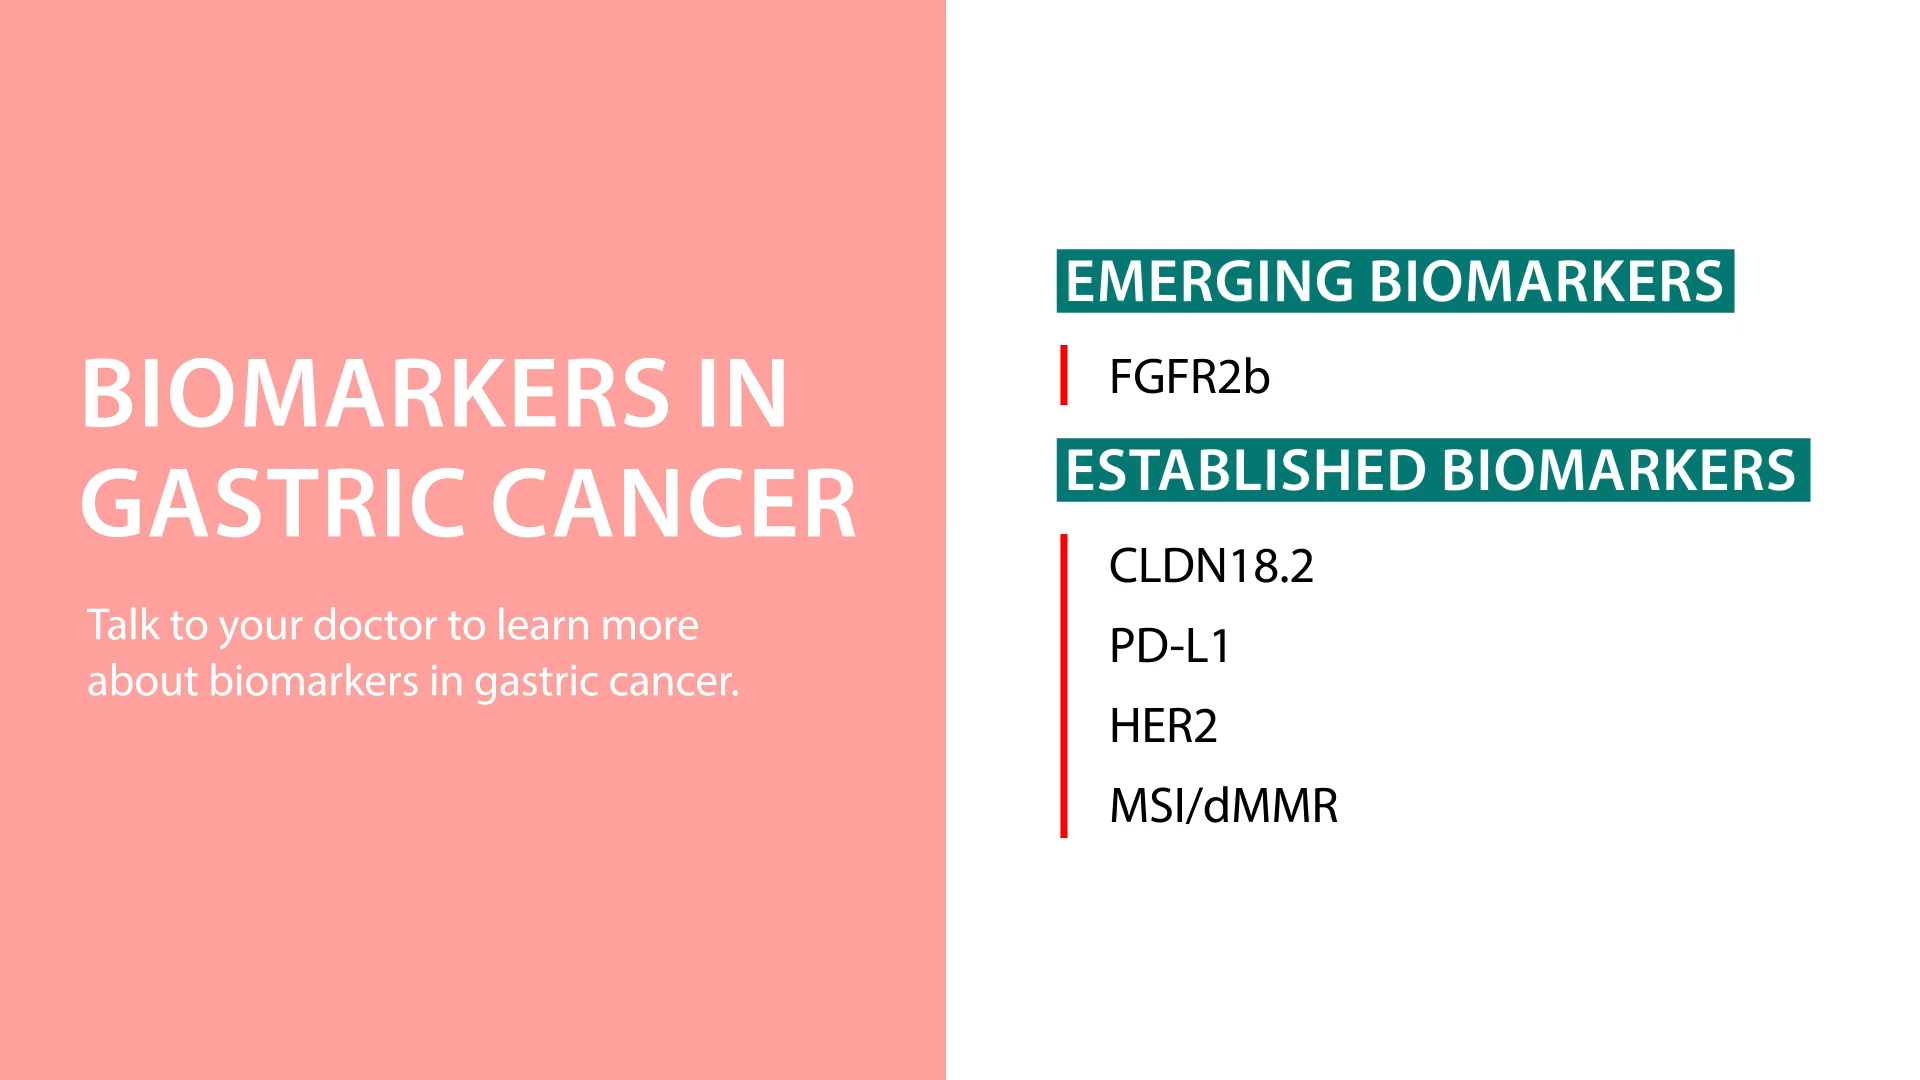 BIOMARKERS IN
GASTRIC CANCER
Talk to your doctor to learn more
about biomarkers in gastric cancer.
EMERGING BIOMARKERS
FGFR2b
ESTABLISHED BIOMARKERS
CLDN18.2
PD-L1
HER2
MSI/dMMR